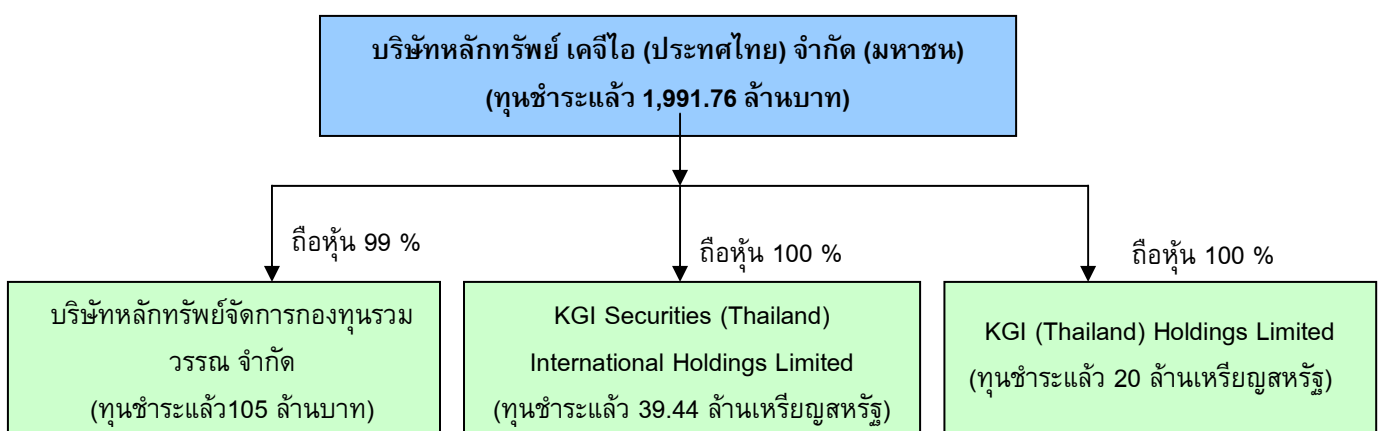 บริษัทหลักทรัพย์ เคจีไอ (ประทศไทย) จำกัด (มหาชน)
(ทุนชำระแล้ว 1,991.76 ล้านบาท)
ถือหุ้น 99 %
ถือหุ้น 100 %
ถือหุ้น 100 %
บริษัทหลักทรัพย์จัดการกองทุนรวม
วรรณ จำกัด
(ทุนชำระแล้ว105 ล้านบาท)
KGI Securities (Thailand)
International Holdings Limited
(ทุนชำระแล้ว 39.44 ล้านเหรียญสหรัฐ)
KGI (Thailand) Holdings Limited
(ทุนชำระแล้ว 20 ล้านเหรียญสหรัฐ)